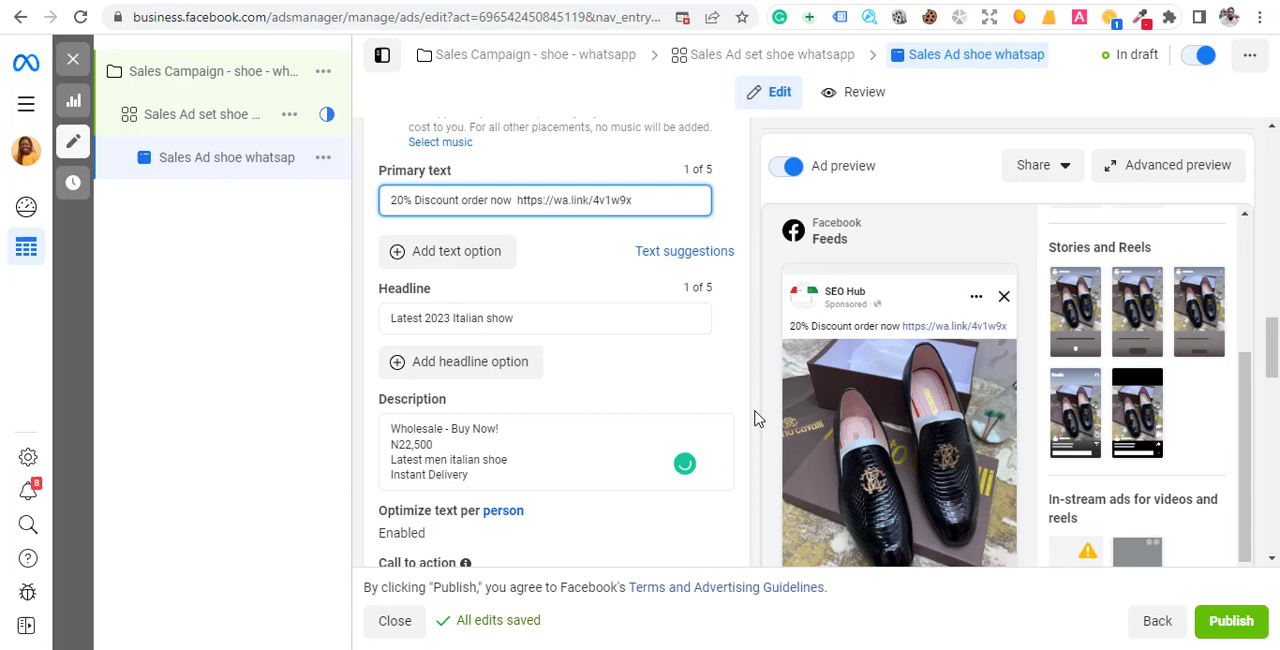 business.facebook.com/adsmanager/manage/ads/edit?act=696542450845119&nav_entry...
Sales Campaign - shoe - wh...
Sales Ad set shoe ...
Sales Ad shoe whatsap
8
1
Sales Campaign - shoe - whatsapp
Sales Ad set shoe whatsapp
Sales Ad shoe whatsap
In draft
Edit
Review
cost to you. For all other placements, no music will be added.
Select music
Primary text
1 of 5
20% Discount order now https://wa.link/4v1w9x
Add text option
Text suggestions
Headline
1 of 5
Latest 2023 Italian show
Add headline option
Description
Wholesale - Buy Now!
N22,500
Latest men italian shoe
Instant Delivery
Optimize text per person
Enabled
Call to action
Ad preview
Share
Advanced preview
Facebook
Feeds
SEO Hub
Sponsored ·
20% Discount order now https://wa.link/4v1w9x
Stories and Reels
In-stream ads for videos and
reels
By clicking "Publish," you agree to Facebook's Terms and Advertising Guidelines.
Close
All edits saved
Back
Publish